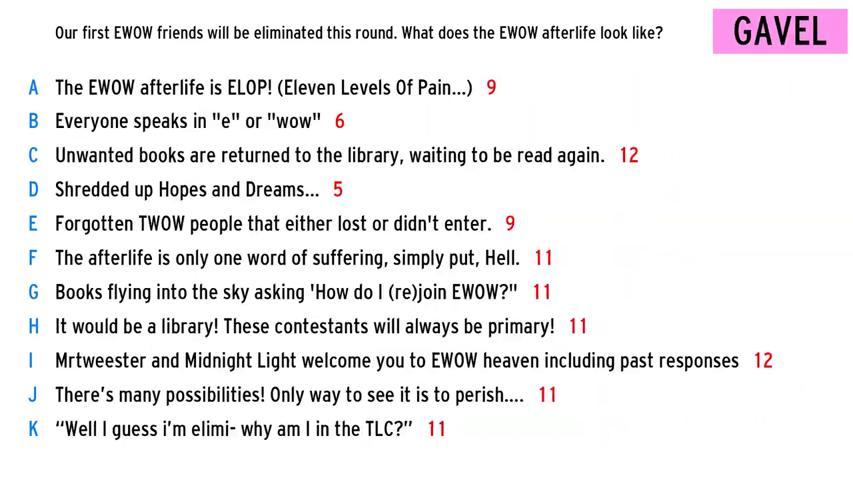 Our first EWOW friends will be eliminated this round. What does the EWOW afterlife look like?
GAVEL
A The EWOW afterlife is ELOP! (Eleven Levels Of Pain...) 9
B Everyone speaks in "e" or "wow" 6
C Unwanted books are returned to the library, waiting to be read again. 12
D Shredded up Hopes and Dreams... 5
E Forgotten TWOW people that either lost or didn't enter. 9
F The afterlife is only one word of suffering, simply put, Hell. 11
G Books flying into the sky asking 'How do I (re)join EWOW?" 11
H It would be a library! These contestants will always be primary! 11
I Mrtweester and Midnight Light welcome you to EWOW heaven including past responses 12
J There’s many possibilities! Only way to see it is to perish.... 11
K “Well I guess i’m elimi- why am I in the TLC?” 11